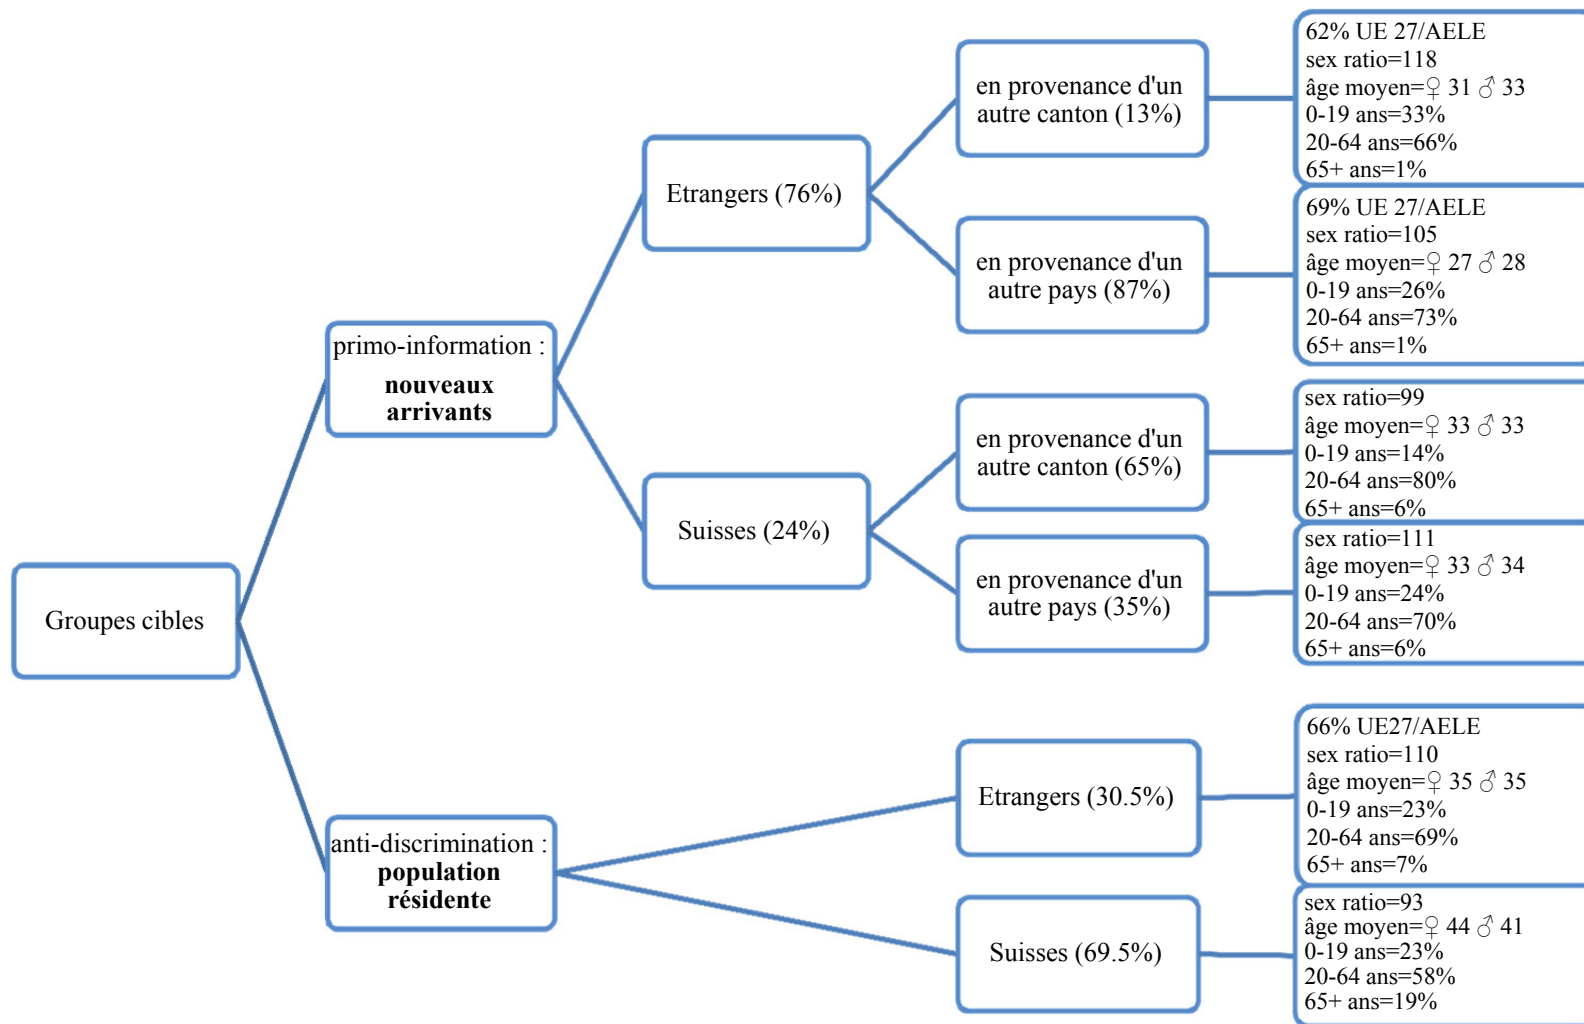 Groupes cibles
primo-information :
nouveaux
arrivants
Etrangers (76%)
en provenance d'un
autre canton (13%)
62% UE 27/AELE
sex ratio=118
âge moyen=♀ 31 ♂ 33
0-19 ans=33%
20-64 ans=66%
65+ ans=1%
en provenance d'un
autre pays (87%)
69% UE 27/AELE
sex ratio=105
âge moyen=♀ 27 ♂ 28
0-19 ans=26%
20-64 ans=73%
65+ ans=1%
Suisses (24%)
en provenance d'un
autre canton (65%)
sex ratio=99
âge moyen=♀ 33 ♂ 33
0-19 ans=14%
20-64 ans=80%
65+ ans=6%
en provenance d'un
autre pays (35%)
sex ratio=111
âge moyen=♀ 33 ♂ 34
0-19 ans=24%
20-64 ans=70%
65+ ans=6%
anti-discrimination :
population
résidente
Etrangers (30.5%)
66% UE27/AELE
sex ratio=110
âge moyen=♀ 35 ♂ 35
0-19 ans=23%
20-64 ans=69%
65+ ans=7%
Suisses (69.5%)
sex ratio=93
âge moyen=♀ 44 ♂ 41
0-19 ans=23%
20-64 ans=58%
65+ ans=19%